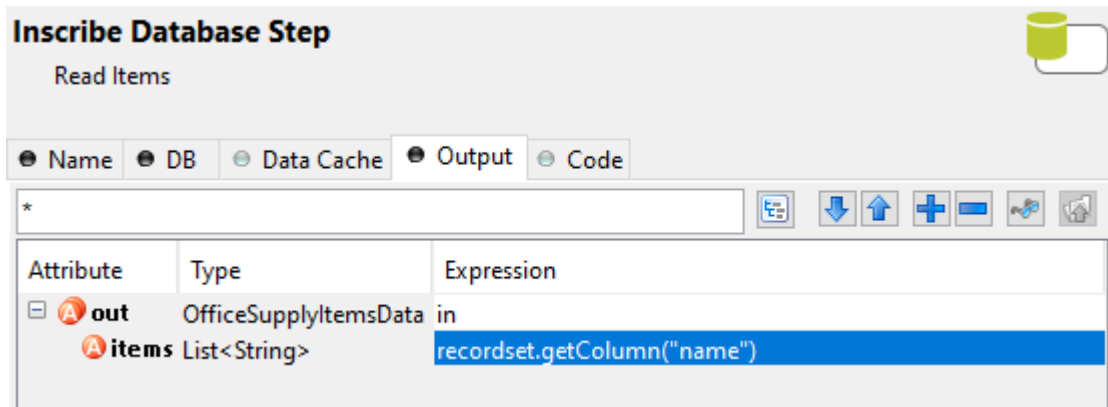 Inscribe Database Step
Read Items
Name DB Data Cache Output Code
*
Attribute Type Expression
A out OfficeSupplyItemsData in
A items List<String> recordset.getColumn("name")